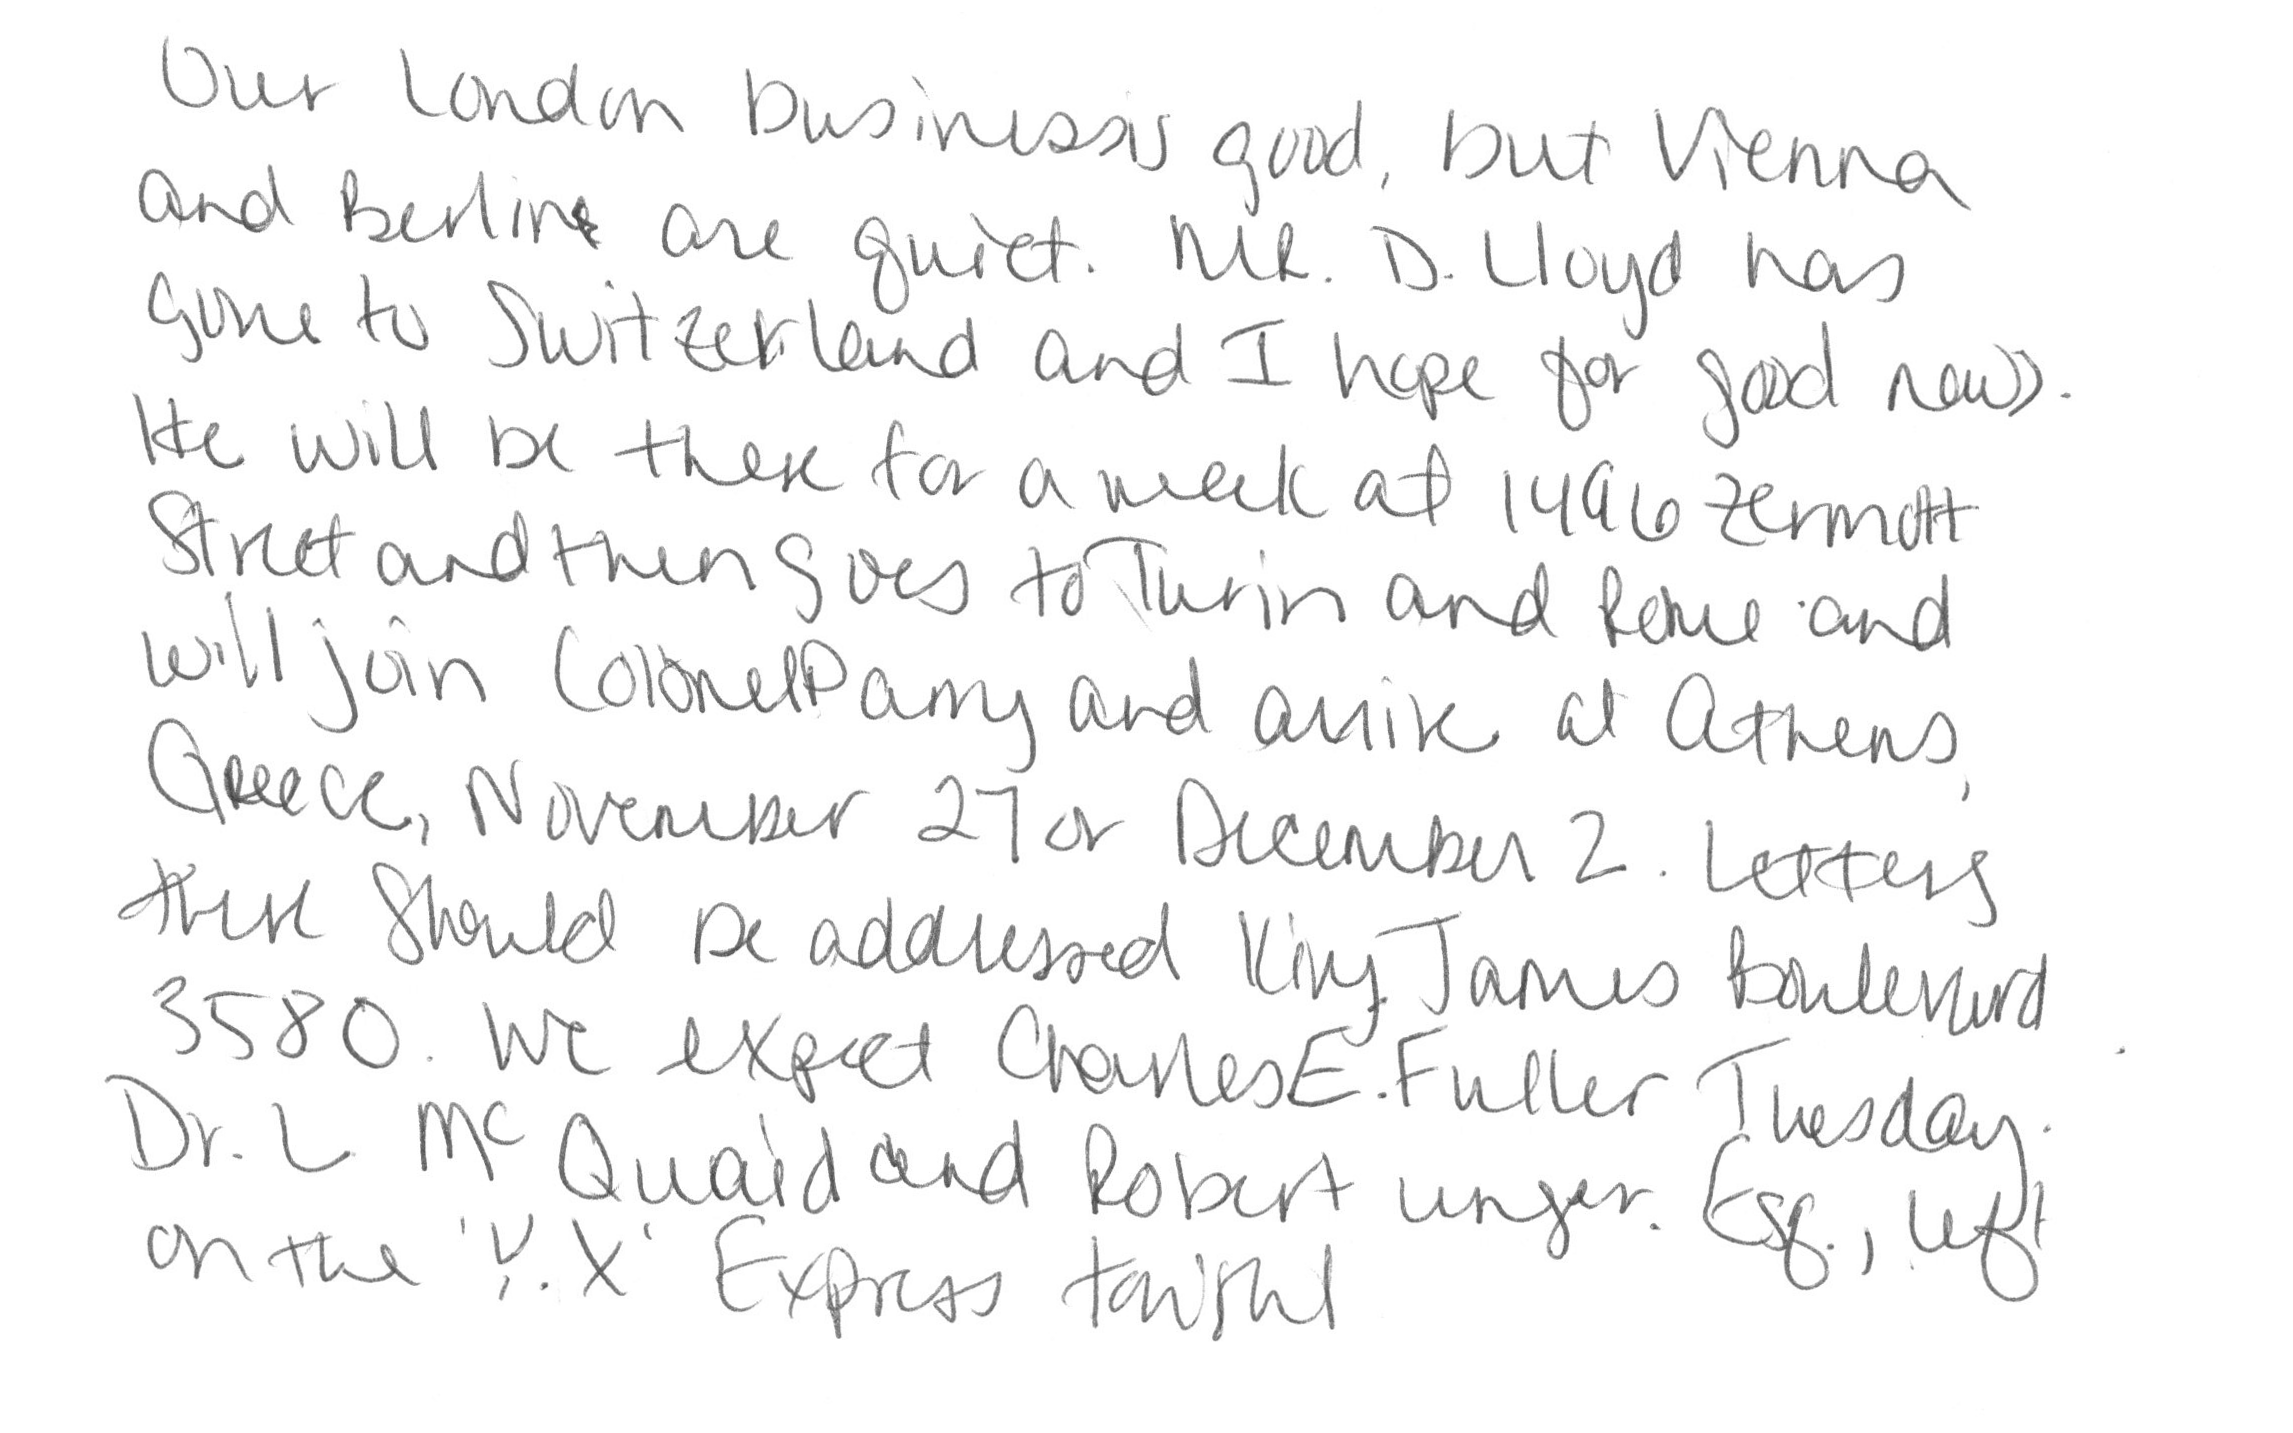 Our London business is good, but Vienna
and Berlin are quiet. MR. D. Lloyd has
gone to Switzerland and I hope for good news.
He will be there for a week at 1496 Zermott
Street and then goes to Turin and Rome and
will join Colonel Parry and arrive at Athens,
Greece, November 27 or December 2. Letters
there should be addressed King James Boulevard
3580. We expect Charles E. Fuller Tuesday.
Dr. L McQuaid and Robert unger. Esq., left
on the 'Y.X' Express